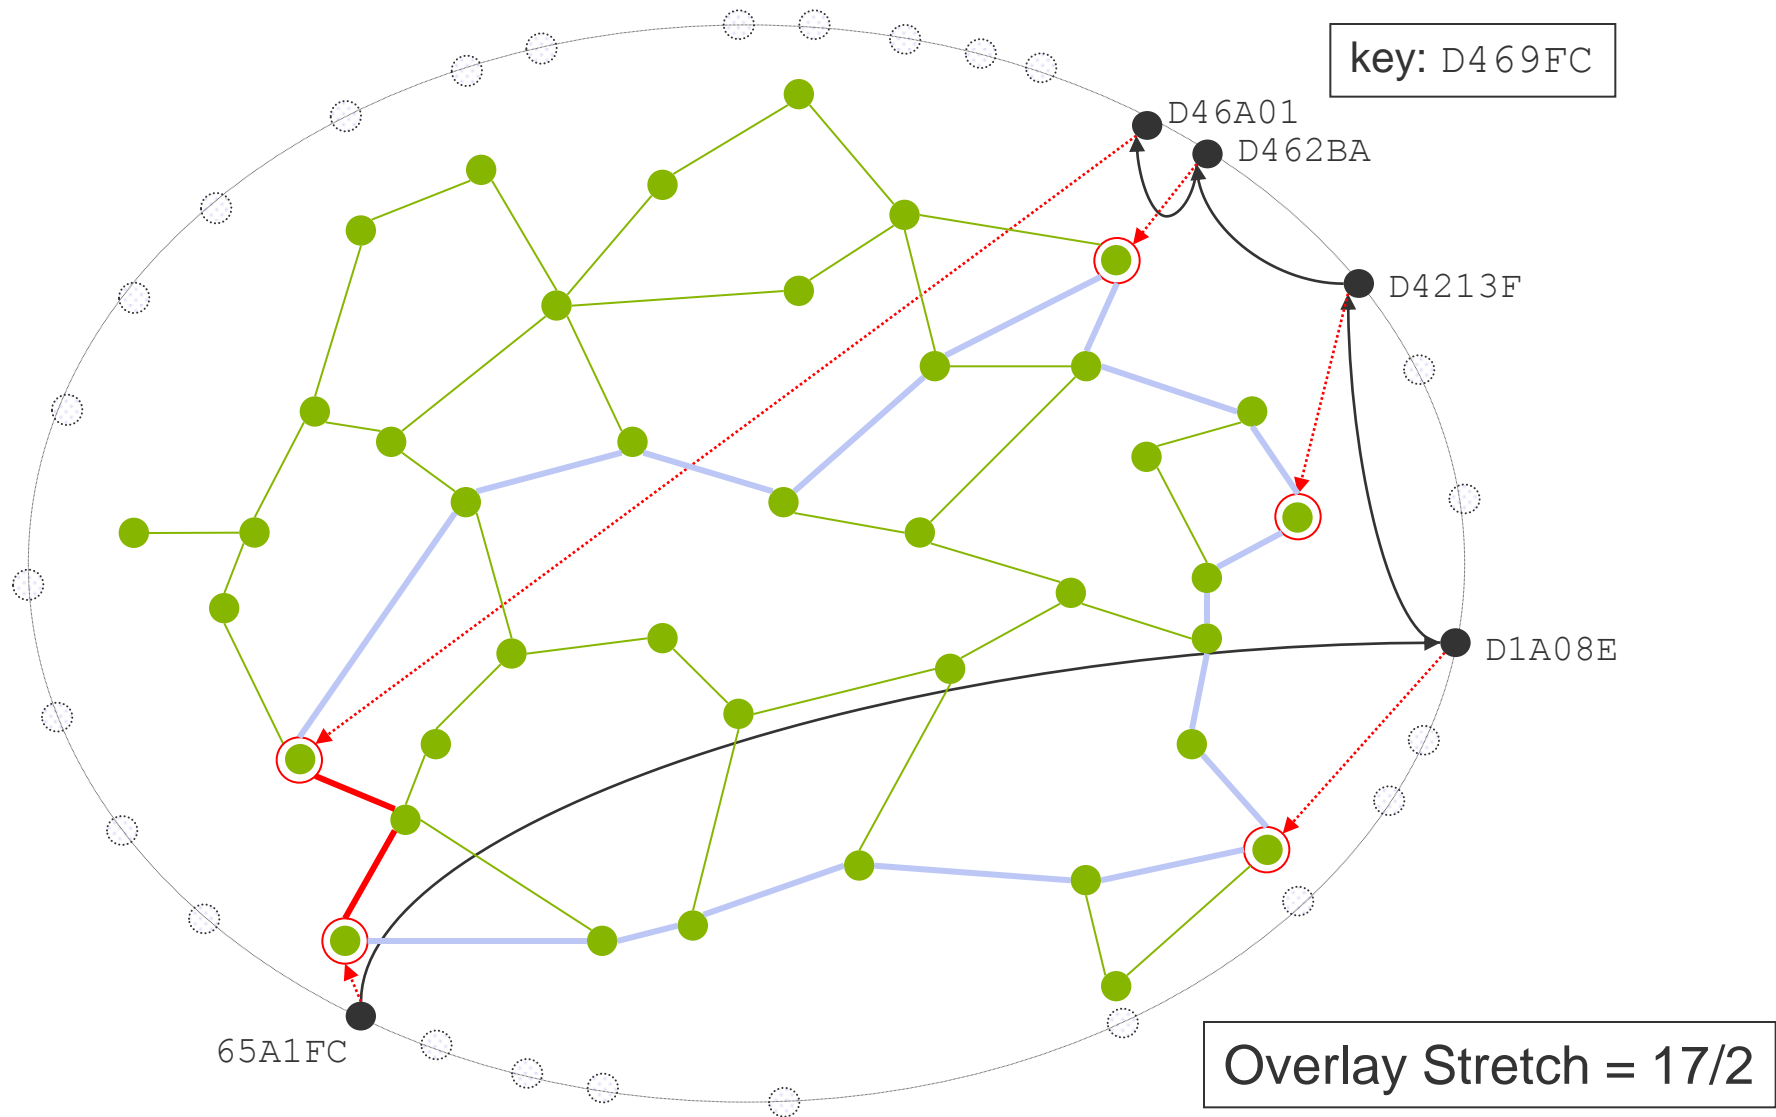 key: D469FC
D46A01
D462BA
D4213F
D1A08E
65A1FC
Overlay Stretch = 17/2